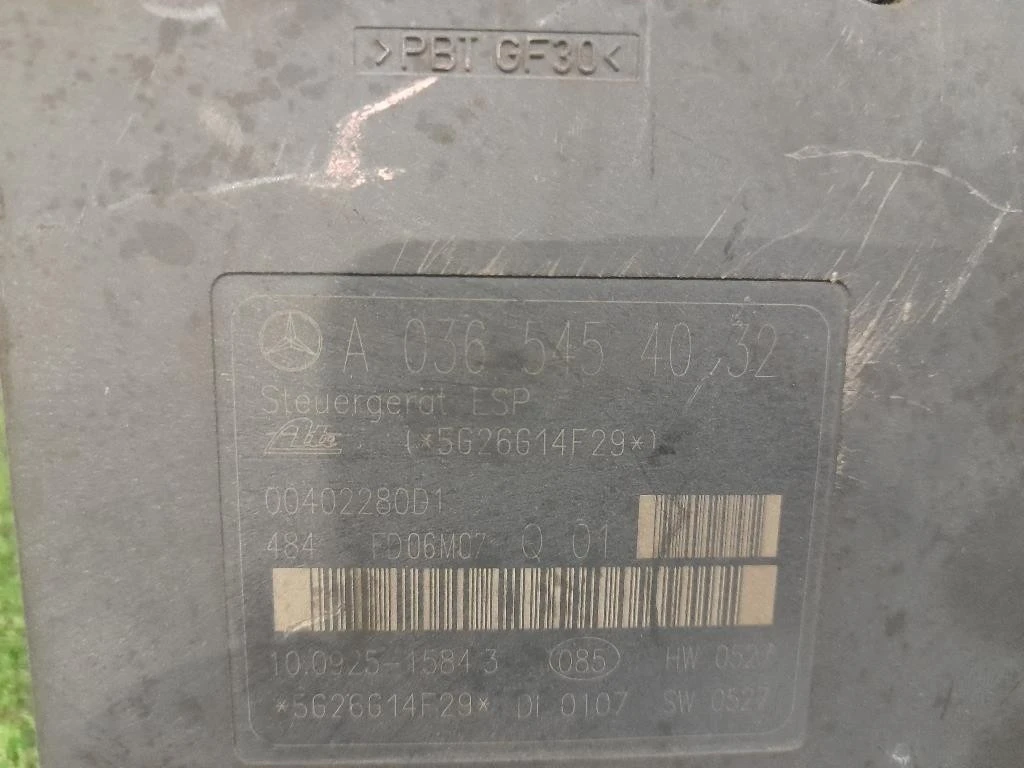 >PBT GF30<
A 036 545 40 32
Steuergerät ESP
Ate (*5G26G14F29*)
00402280D1
484 FD06M07 Q 01
10.0925-1584.3 085 HW 0527
*5G26G14F29* DI 0107 SW 0527